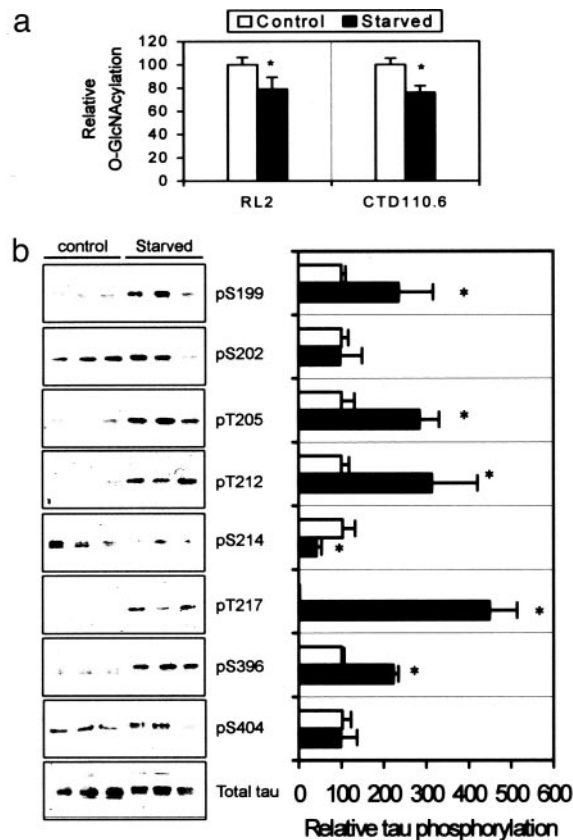 a
Control Starved
Relative
O-GlcNAcylation
120
100
80
60
40
20
0
* *
RL2 CTD110.6
b
control Starved
pS199 *
pS202
pT205 *
pT212 *
pS214 *
pT217 *
pS396 *
pS404
Total tau
0 100 200 300 400 500 600
Relative tau phosphorylation